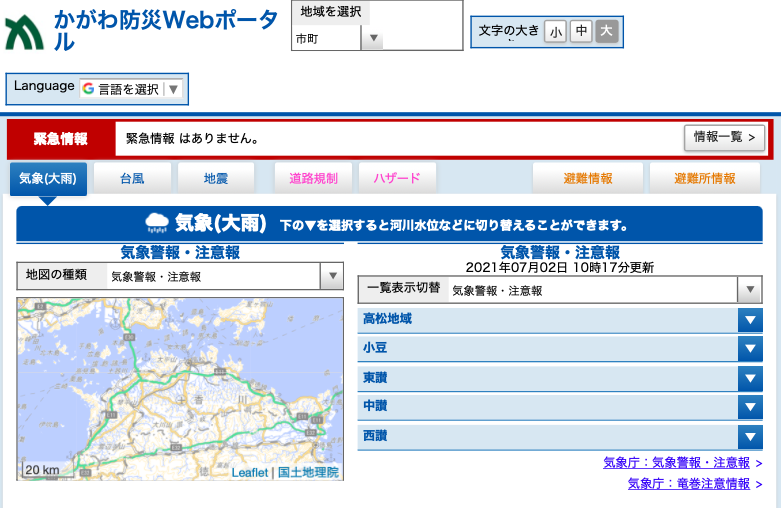 かがわ防災Webポータ
ル
地域を選択
市町
▼
文字の大き
小 中 大
Language
G 言語を選択 ▼
緊急情報
緊急情報 はありません。
情報一覧 >
気象(大雨)
台風
地震
道路規制
ハザード
避難情報
避難所情報
気象(大雨) 下の▼を選択すると河川水位などに切り替えることができます。
気象警報・注意報
地図の種類
気象警報・注意報
▼
香 川
徳
20 km
Leaflet | 国土地理院
気象警報・注意報
2021年07月02日 10時17分更新
一覧表示切替
気象警報・注意報
▼
高松地域 ▼
小豆 ▼
東讃 ▼
中讃 ▼
西讃 ▼
気象庁：気象警報・注意報 >
気象庁：竜巻注意情報 >